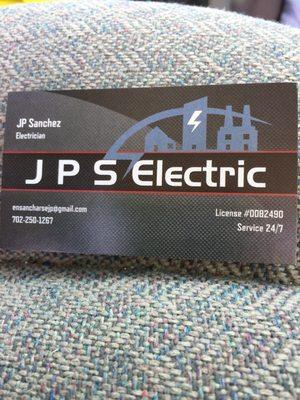 JP Sanchez
Electrician
J P S Electric
ensancharsejp@gmail.com
702-250-1267
License #0082490
Service 24/7